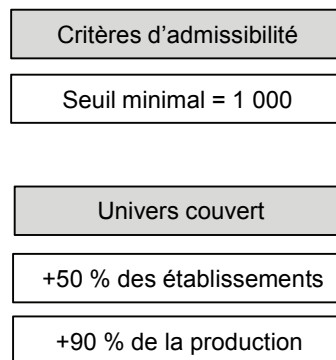 Critères d’admissibilité
Seuil minimal = 1 000
Univers couvert
+50 % des établissements
+90 % de la production